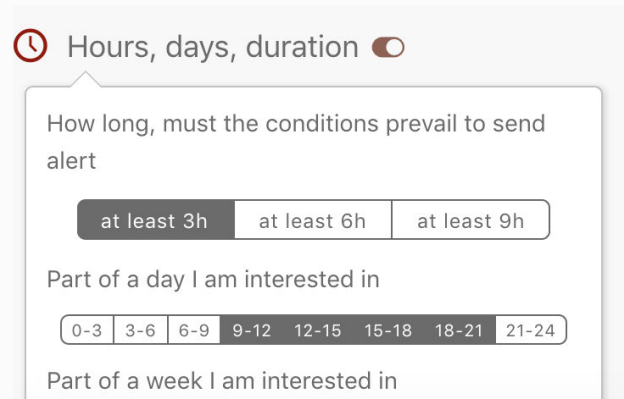 Hours, days, duration
How long, must the conditions prevail to send
alert
at least 3h at least 6h at least 9h
Part of a day I am interested in
0-3 3-6 6-9 9-12 12-15 15-18 18-21 21-24
Part of a week I am interested in